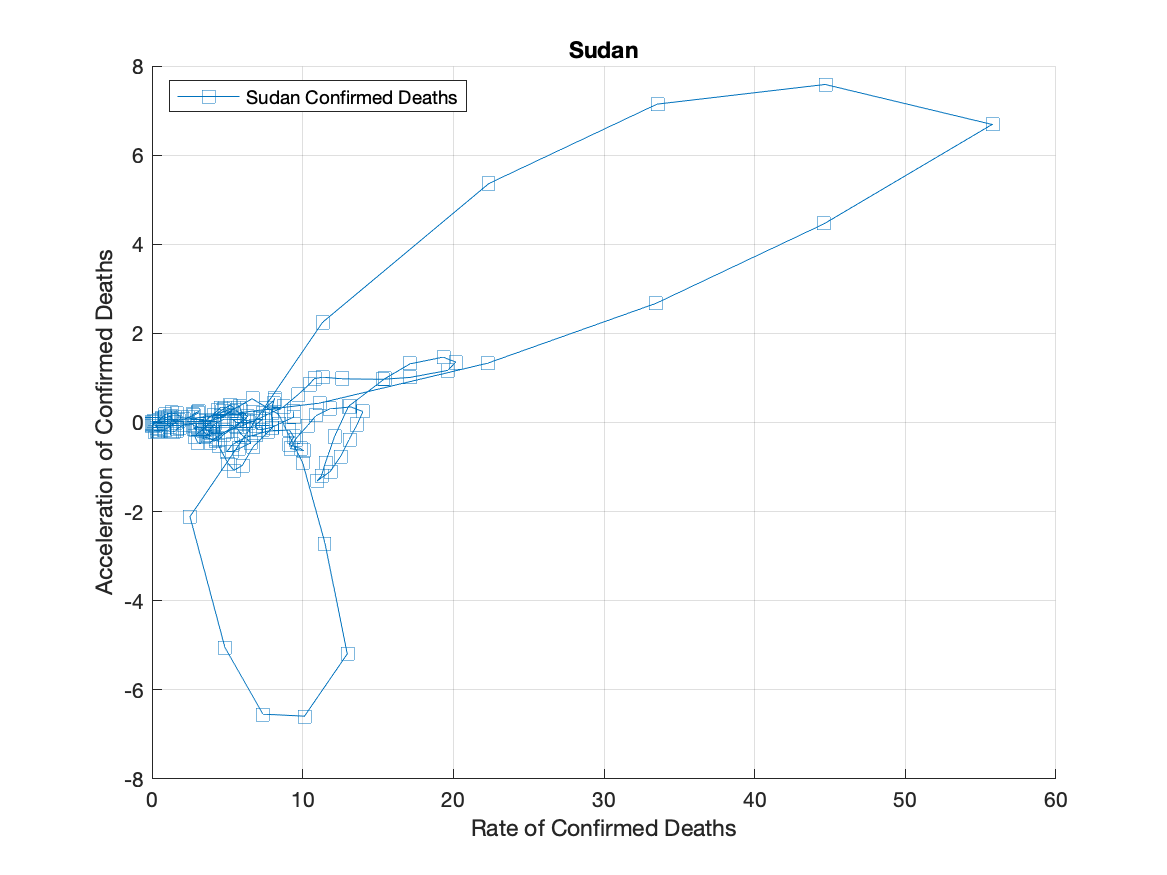 Sudan
Sudan Confirmed Deaths
8
6
4
2
0
-2
-4
-6
-8
Acceleration of Confirmed Deaths
0 10 20 30 40 50 60
Rate of Confirmed Deaths